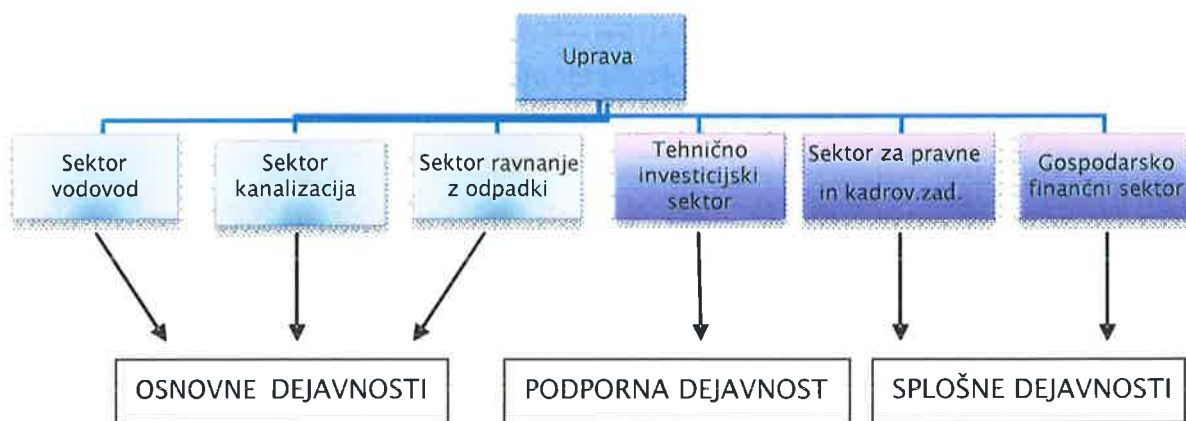 Uprava
Sektor
vodovod
Sektor
kanalizacija
Sektor ravnanje
z odpadki
Tehnično
investicijski
sektor
Sektor za pravne
in kadrov.zad.
Gospodarsko
finančni sektor
OSNOVNE DEJAVNOSTI
PODPORNA DEJAVNOST
SPLOŠNE DEJAVNOSTI